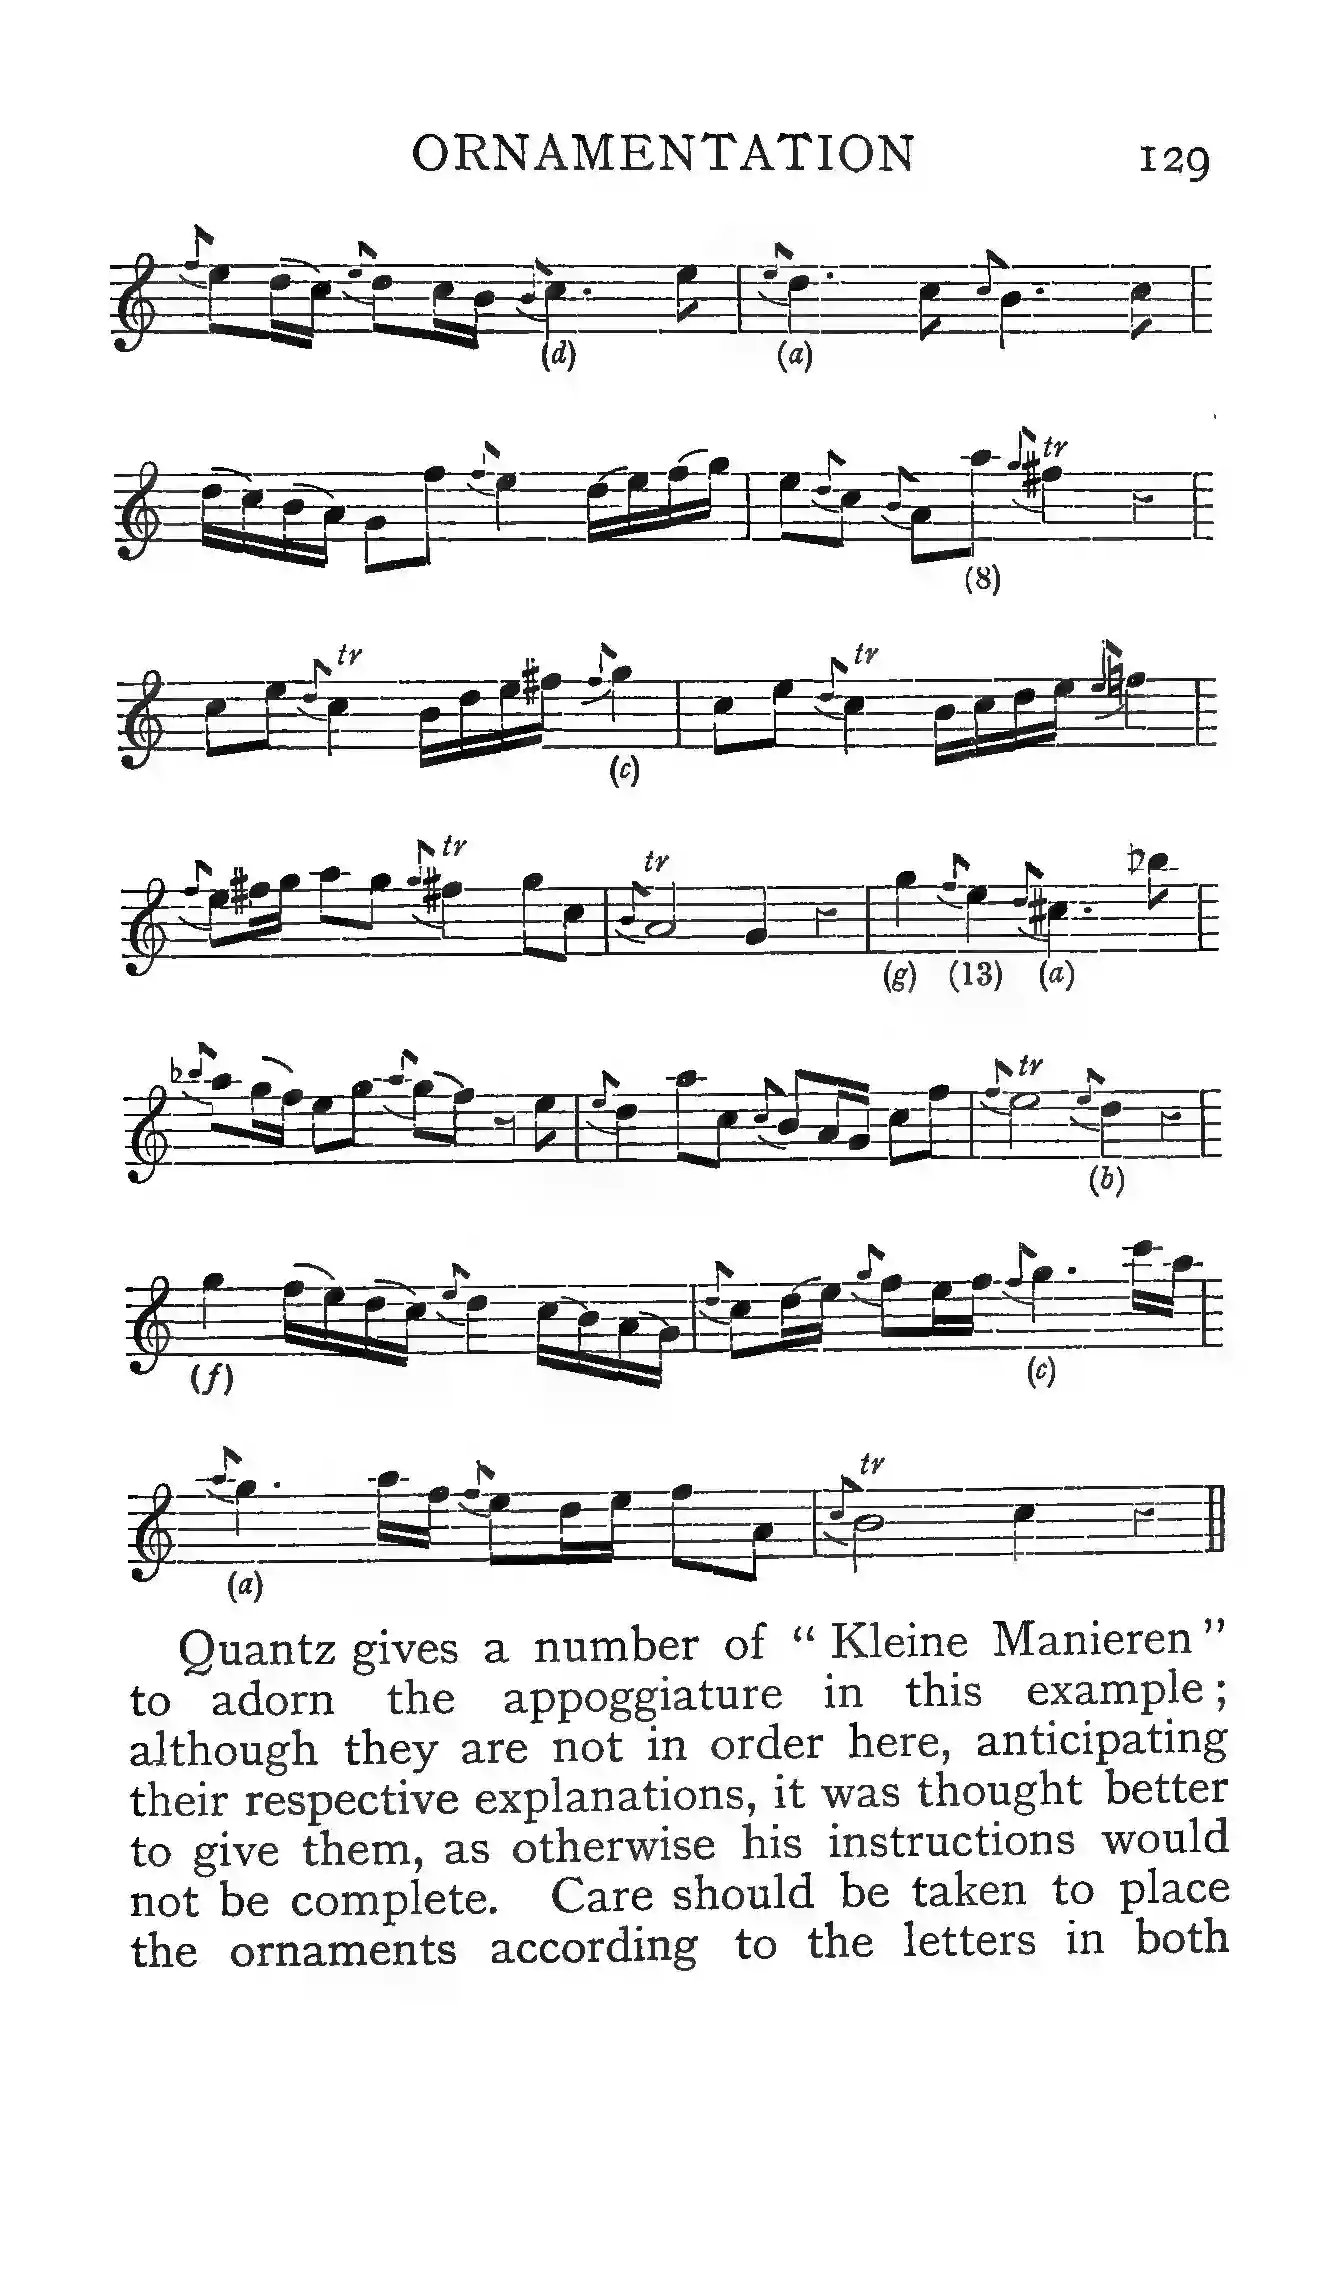 ORNAMENTATION 129
(d) (a)
tr
(8)
tr tr
(c)
tr tr
(g) (13) (a)
tr
(b)
(f) (c)
tr
(a)
Quantz gives a number of “ Kleine Manieren ”
to adorn the appoggiature in this example ;
although they are not in order here, anticipating
their respective explanations, it was thought better
to give them, as otherwise his instructions would
not be complete. Care should be taken to place
the ornaments according to the letters in both